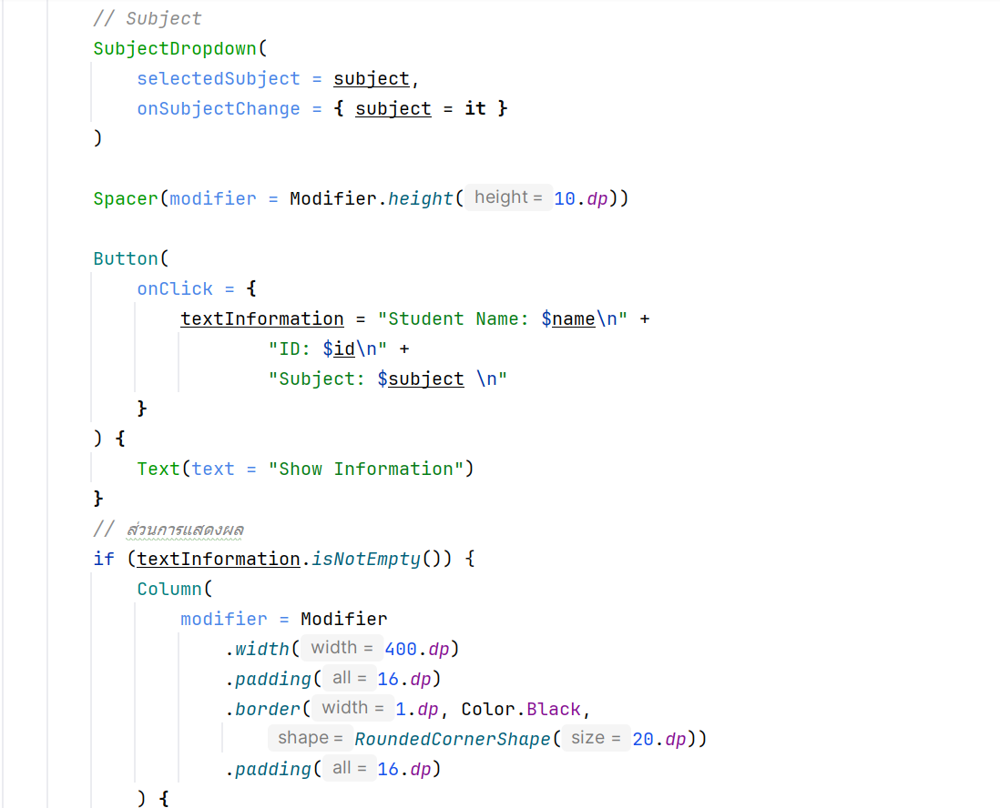 // Subject
SubjectDropdown(
selectedSubject = subject,
onSubjectChange = { subject = it }
)
Spacer(modifier = Modifier.height( height = 10.dp))
Button(
onClick = {
textInformation = "Student Name: $name\n" +
"ID: $id\n" +
"Subject: $subject \n"
}
) {
Text(text = "Show Information")
}
// ส่วนการแสดงผล
if (textInformation.isNotEmpty()) {
Column(
modifier = Modifier
.width( width = 400.dp)
.padding( all = 16.dp)
.border( width = 1.dp, Color.Black,
shape = RoundedCornerShape( size = 20.dp))
.padding( all = 16.dp)
) {